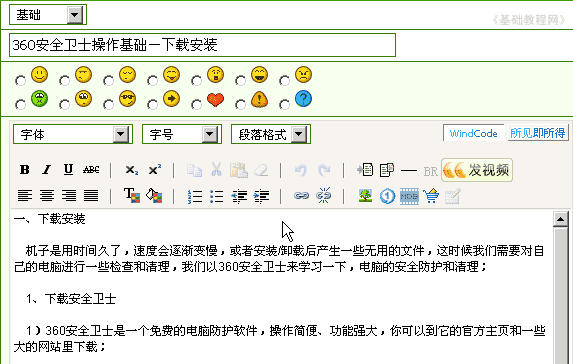 基础
《基础教程网》
360安全卫士操作基础－下载安装
字体 字号 段落格式 WindCode 所见即所得
B I U ABC x₂ x² BR 发视频
MDB
一、下载安装
机子是用时间久了，速度会逐渐变慢，或者安装/卸载后产生一些无用的文件，这时候我们需要对自
己的电脑进行一些检查和清理，我们以360安全卫士来学习一下，电脑的安全防护和清理；
1、下载安全卫士
1）360安全卫士是一个免费的电脑防护软件，操作简便、功能强大，你可以到它的官方主页和一些
大的网站里下载；